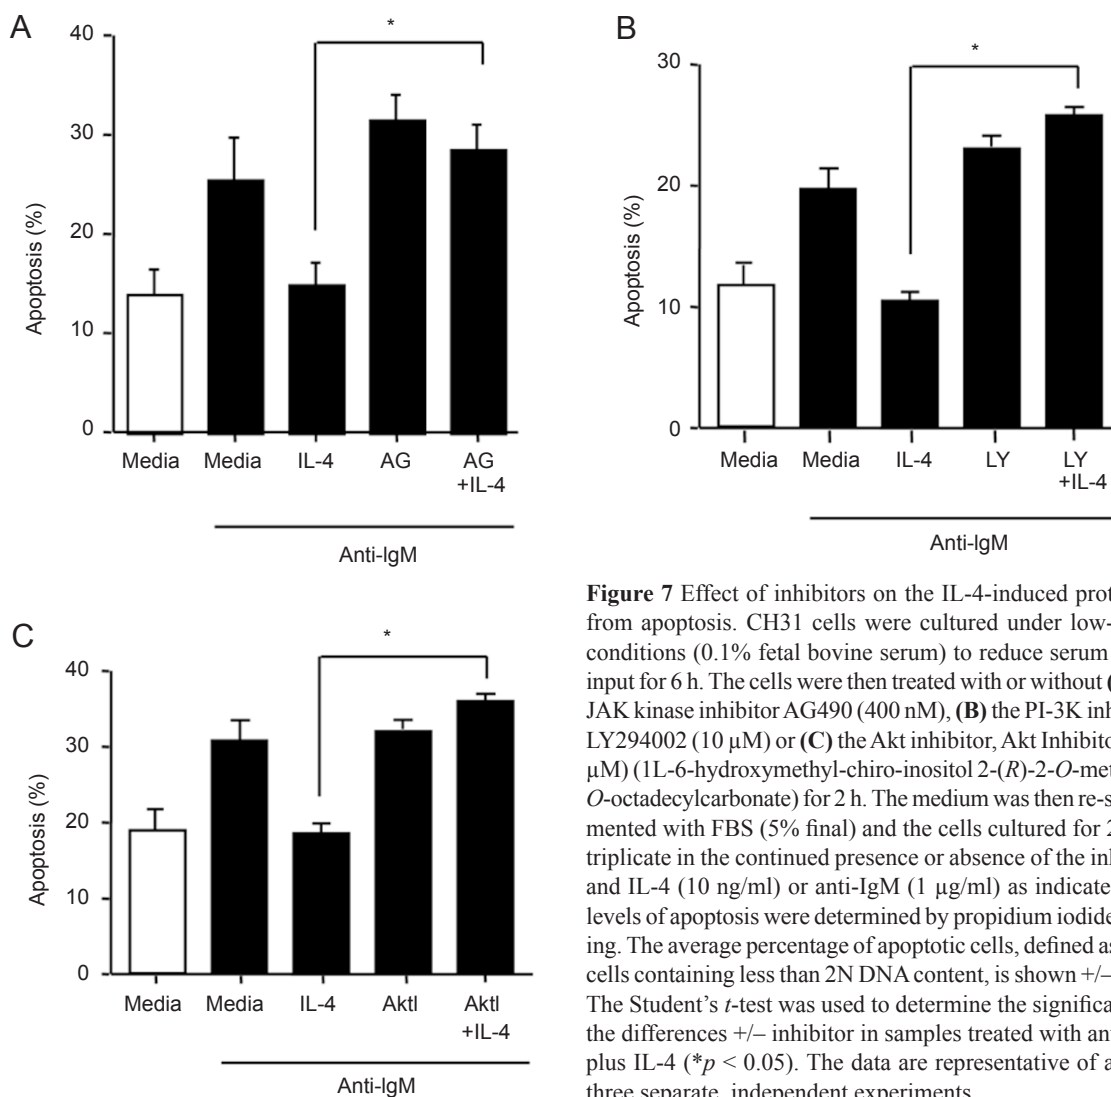 A
40
30
20
10
0
Apoptosis (%)
*
Media Media IL-4 AG AG
+IL-4
Anti-IgM
B
30
20
10
0
Apoptosis (%)
*
Media Media IL-4 LY LY
+IL-4
Anti-IgM
C
40
30
20
10
0
Apoptosis (%)
*
Media Media IL-4 AktI AktI
+IL-4
Anti-IgM
Figure 7 Effect of inhibitors on the IL-4-induced prot
from apoptosis. CH31 cells were cultured under low-
conditions (0.1% fetal bovine serum) to reduce serum
input for 6 h. The cells were then treated with or without (
JAK kinase inhibitor AG490 (400 nM), (B) the PI-3K inh
LY294002 (10 µM) or (C) the Akt inhibitor, Akt Inhibito
µM) (1L-6-hydroxymethyl-chiro-inositol 2-(R)-2-O-met
O-octadecylcarbonate) for 2 h. The medium was then re-s
mented with FBS (5% final) and the cells cultured for 2
triplicate in the continued presence or absence of the inl
and IL-4 (10 ng/ml) or anti-IgM (1 µg/ml) as indicate
levels of apoptosis were determined by propidium iodide
ing. The average percentage of apoptotic cells, defined as
cells containing less than 2N DNA content, is shown +/–
The Student’s t-test was used to determine the significa
the differences +/– inhibitor in samples treated with an
plus IL-4 (*p < 0.05). The data are representative of a
three separate, independent experiments